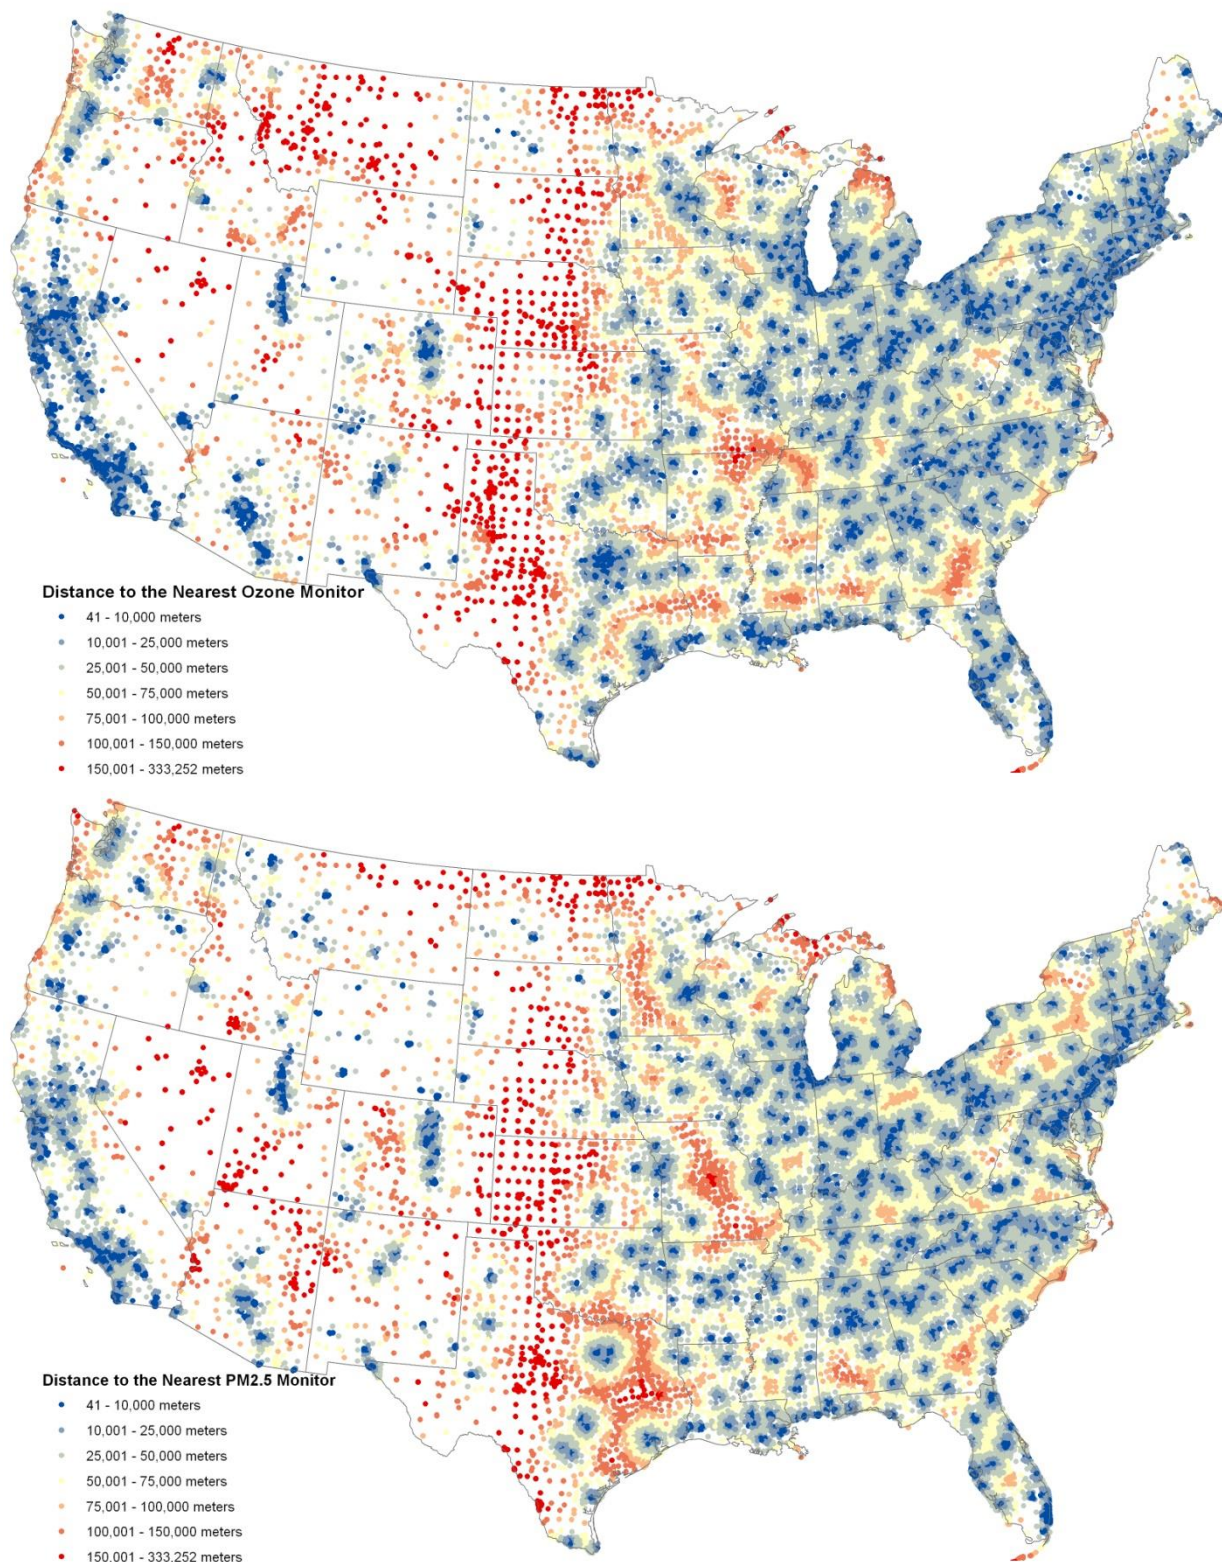 Distance to the Nearest Ozone Monitor
41 - 10,000 meters
10,001 - 25,000 meters
25,001 - 50,000 meters
50,001 - 75,000 meters
75,001 - 100,000 meters
100,001 - 150,000 meters
150,001 - 333,252 meters
Distance to the Nearest PM2.5 Monitor
41 - 10,000 meters
10,001 - 25,000 meters
25,001 - 50,000 meters
50,001 - 75,000 meters
75,001 - 100,000 meters
100,001 - 150,000 meters
150,001 - 333,252 meters